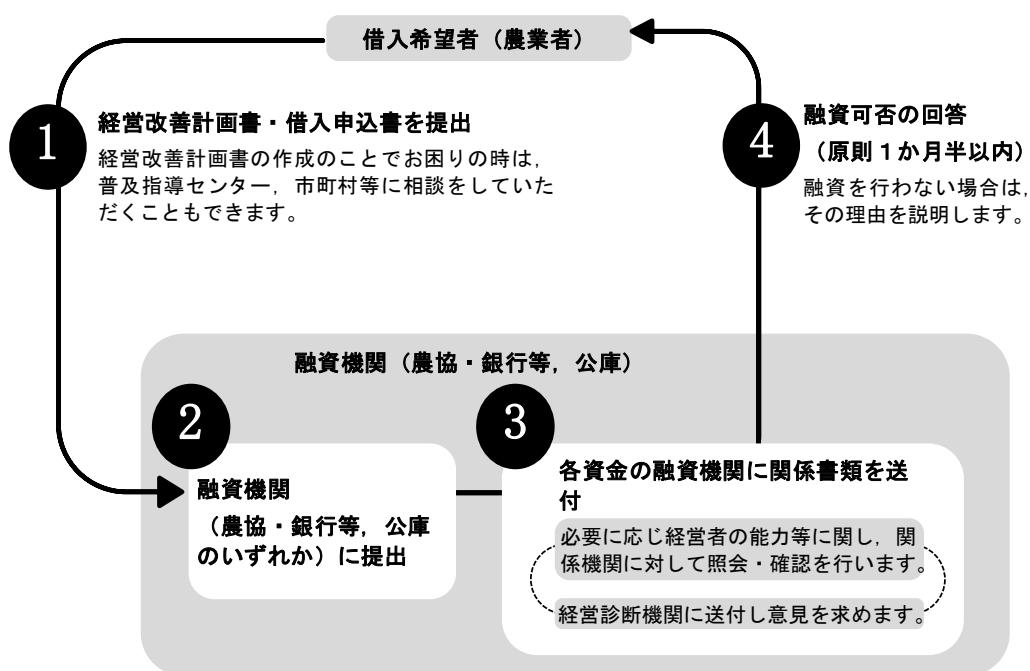 借入希望者（農業者）
1
経営改善計画書・借入申込書を提出
経営改善計画書の作成のことでお困りの時は，
普及指導センター，市町村等に相談をしていた
だくこともできます。
4
融資可否の回答
（原則１か月半以内）
融資を行わない場合は，
その理由を説明します。
融資機関（農協・銀行等，公庫）
2
融資機関
（農協・銀行等，公庫
のいずれか）に提出
3
各資金の融資機関に関係書類を送
付
必要に応じ経営者の能力等に関し，関
係機関に対して照会・確認を行います。
経営診断機関に送付し意見を求めます。